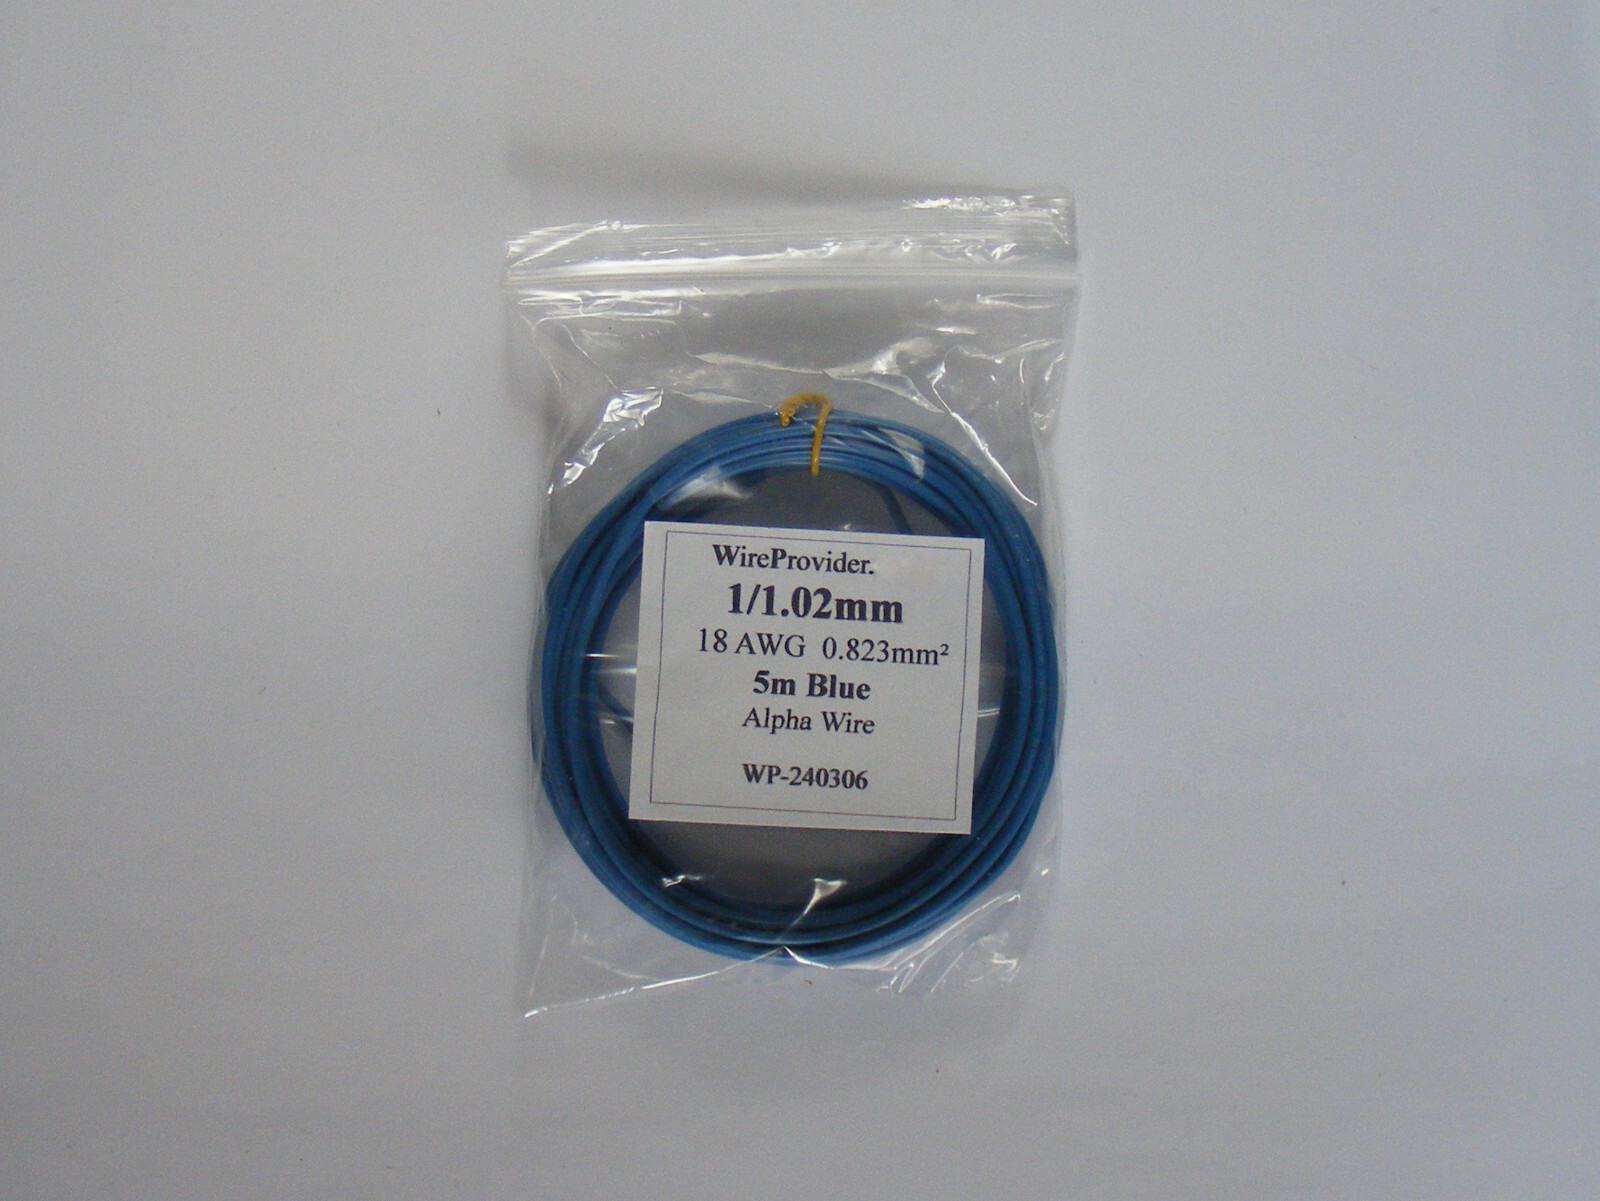 WireProvider.
1/1.02mm
18 AWG 0.823mm²
5m Blue
Alpha Wire
WP-240306